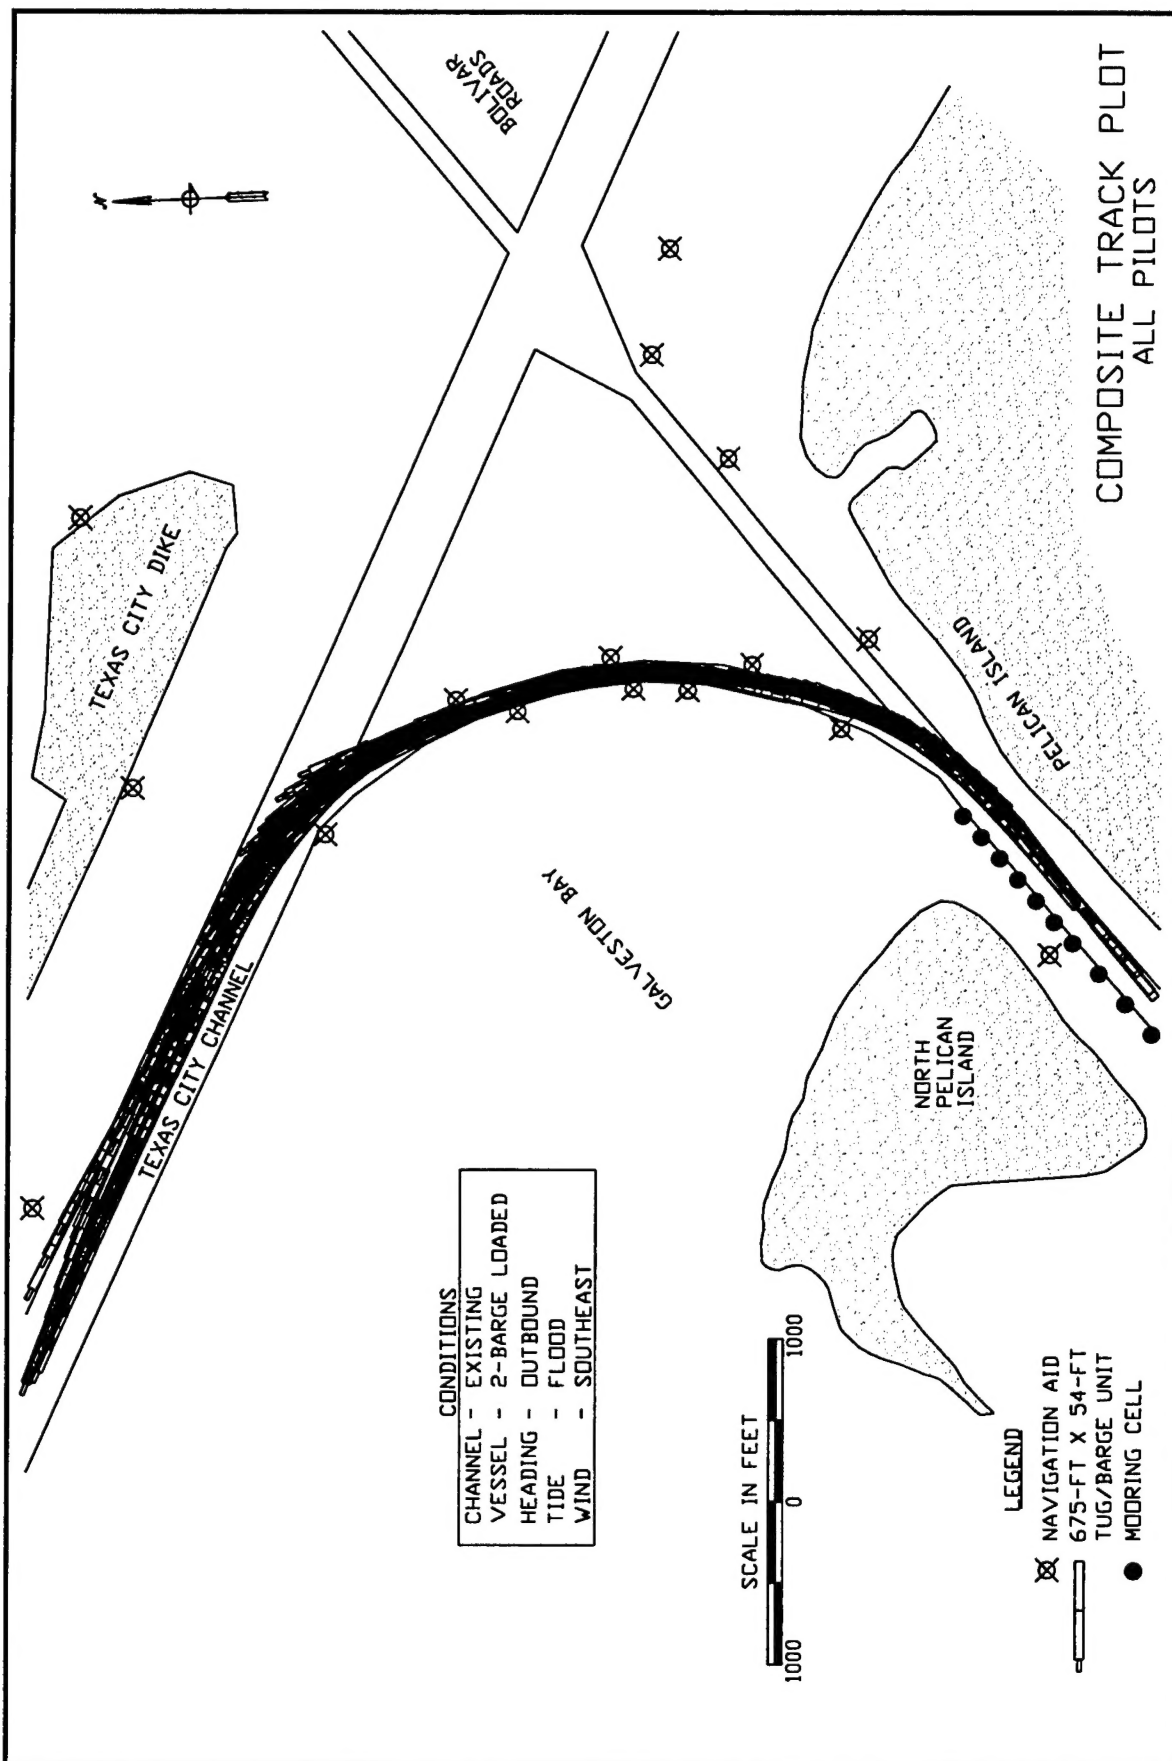 N
BOLIVAR
ROADS
TEXAS CITY DIKE
TEXAS CITY CHANNEL
GALVESTON BAY
PELICAN ISLAND
NORTH
PELICAN
ISLAND
CONDITIONS
CHANNEL - EXISTING
VESSEL - 2-BARGE LOADED
HEADING - OUTBOUND
TIDE - FLOOD
WIND - SOUTHEAST
SCALE IN FEET
1000 0 1000
LEGEND
NAVIGATION AID
675-FT X 54-FT
TUG/BARGE UNIT
MOORING CELL
COMPOSITE TRACK PLOT
ALL PILOTS